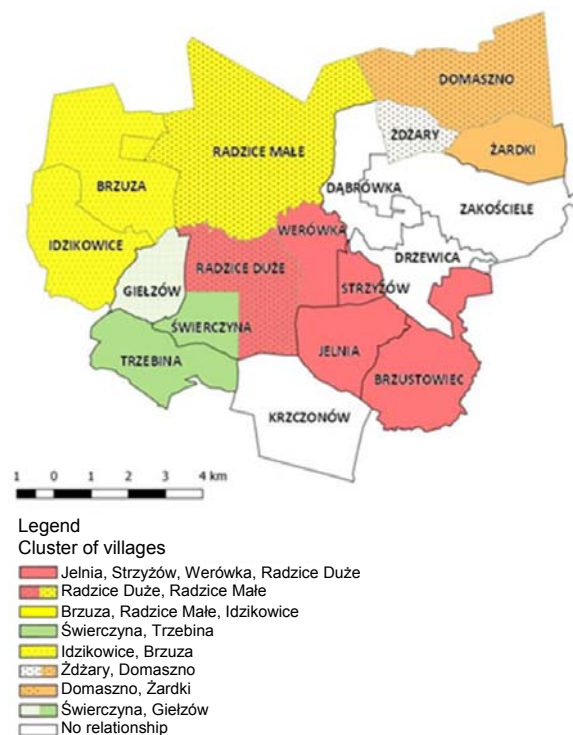 DOMASZNO
ŻDŻARY
ŻARKI
RADZICE MAŁE
BRZUZA
DĄBRÓWKA
ZAKOŚCIELE
IDZIKOWICE
WERÓWKA
DRZEWICA
RADZICE DUŻE
GIEŁZÓW
STRZYŻÓW
ŚWIERCZYNA
TRZEBINA
JELNIA
BRZUSTOWIEC
KRZCZONÓW
1 0 1 2 3 4 km
Legend
Cluster of villages
Jelnia, Strzyżów, Werówka, Radzice Duże
Radzice Duże, Radzice Małe
Brzuza, Radzice Małe, Idzikowice
Świerczyna, Trzebina
Idzikowice, Brzuza
Żdżary, Domaszno
Domaszno, Żardki
Świerczyna, Giełzów
No relationship